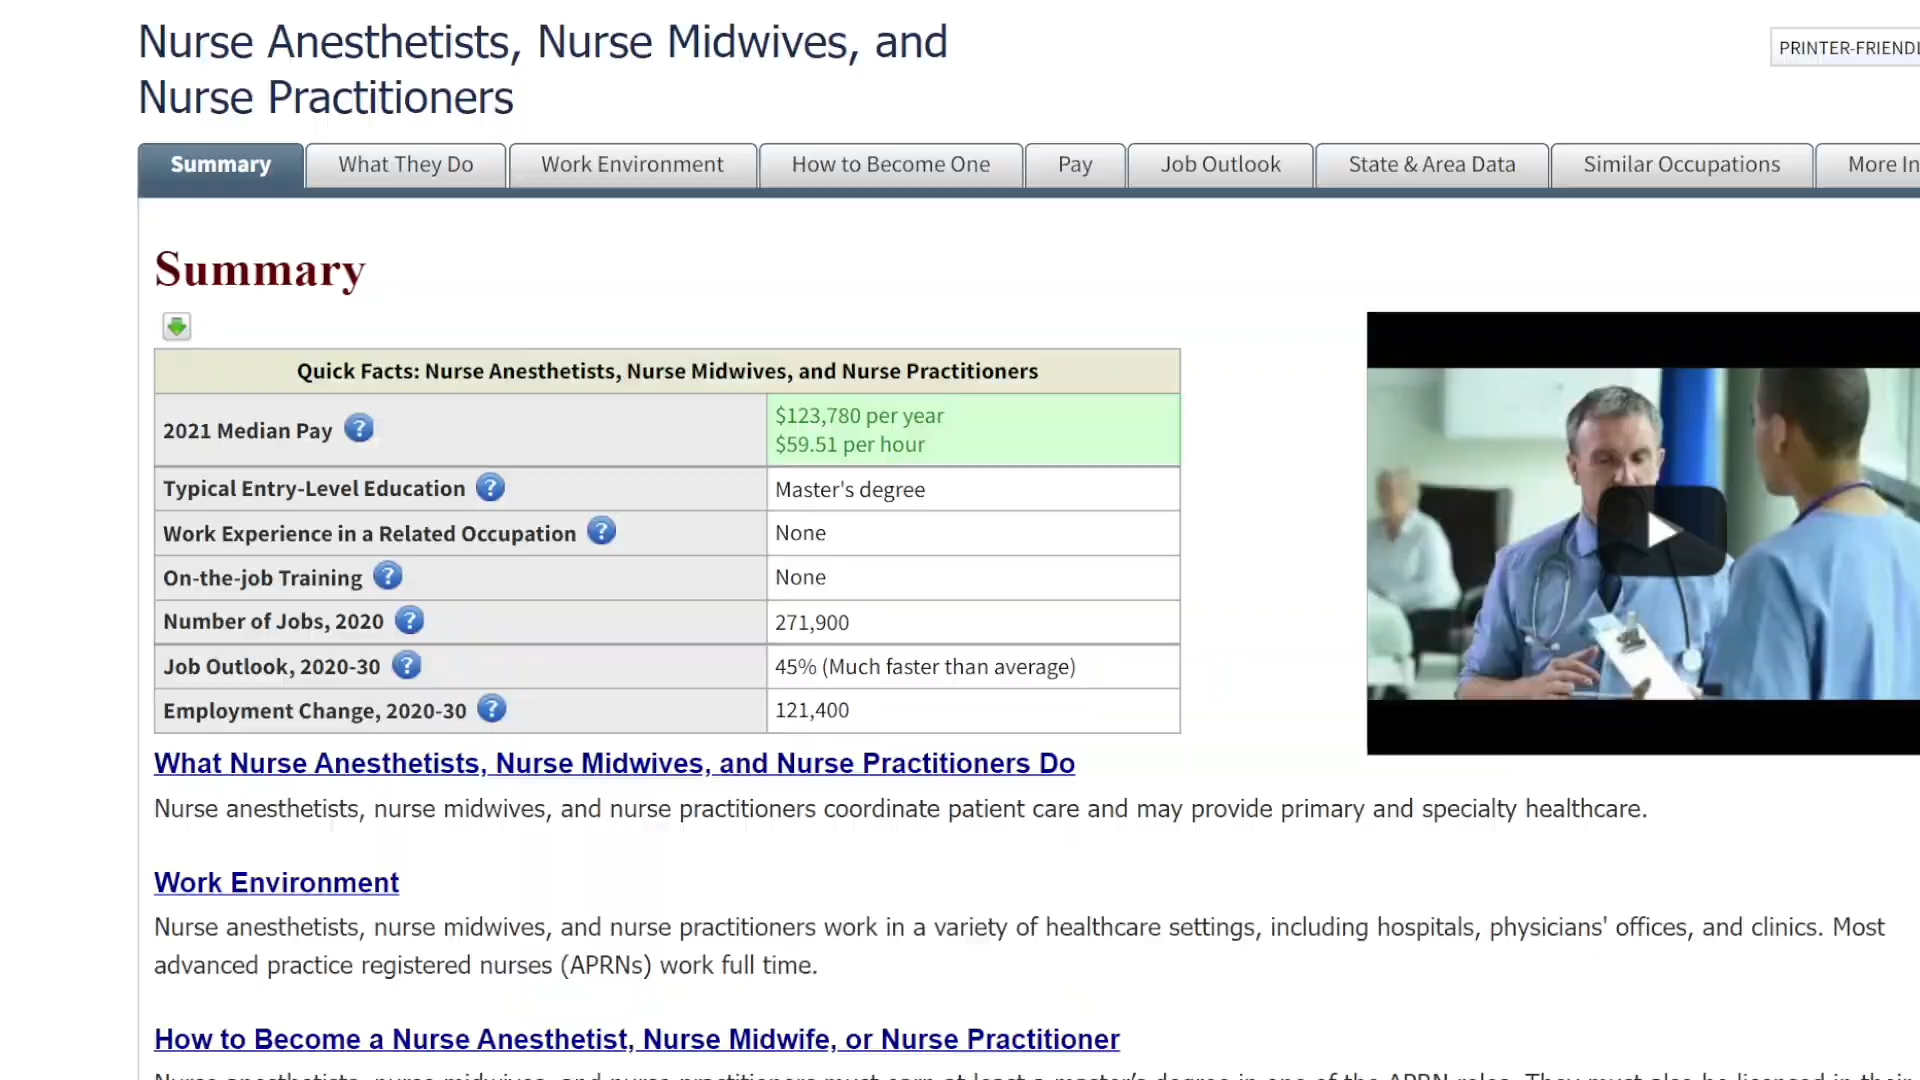 Nurse Anesthetists, Nurse Midwives, and
Nurse Practitioners
Summary
What They Do
Work Environment
How to Become One
Pay
Job Outlook
State & Area Data
Similar Occupations
More
Summary
Quick Facts: Nurse Anesthetists, Nurse Midwives, and Nurse Practitioners
2021 Median Pay
$123,780 per year
$59.51 per hour
Typical Entry-Level Education
Master's degree
Work Experience in a Related Occupation
None
On-the-job Training
None
Number of Jobs, 2020
271,900
Job Outlook, 2020-30
45% (Much faster than average)
Employment Change, 2020-30
121,400
What Nurse Anesthetists, Nurse Midwives, and Nurse Practitioners Do
Nurse anesthetists, nurse midwives, and nurse practitioners coordinate patient care and may provide primary and specialty healthcare.
Work Environment
Nurse anesthetists, nurse midwives, and nurse practitioners work in a variety of healthcare settings, including hospitals, physicians' offices, and clinics. Most
advanced practice registered nurses (APRNs) work full time.
How to Become a Nurse Anesthetist, Nurse Midwife, or Nurse Practitioner